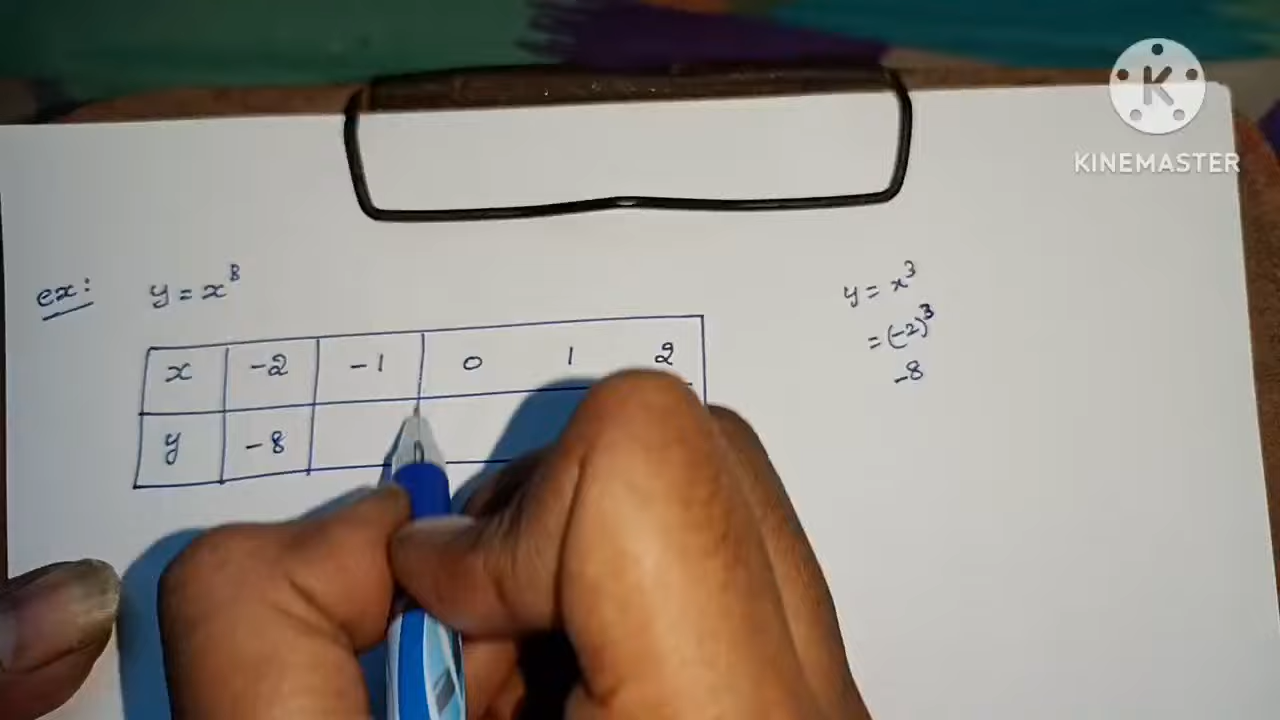 ex: y = x³
x -2 -1 0 1 2
y -8
y = x³
= (-2)³
-8
K
KINEMASTER